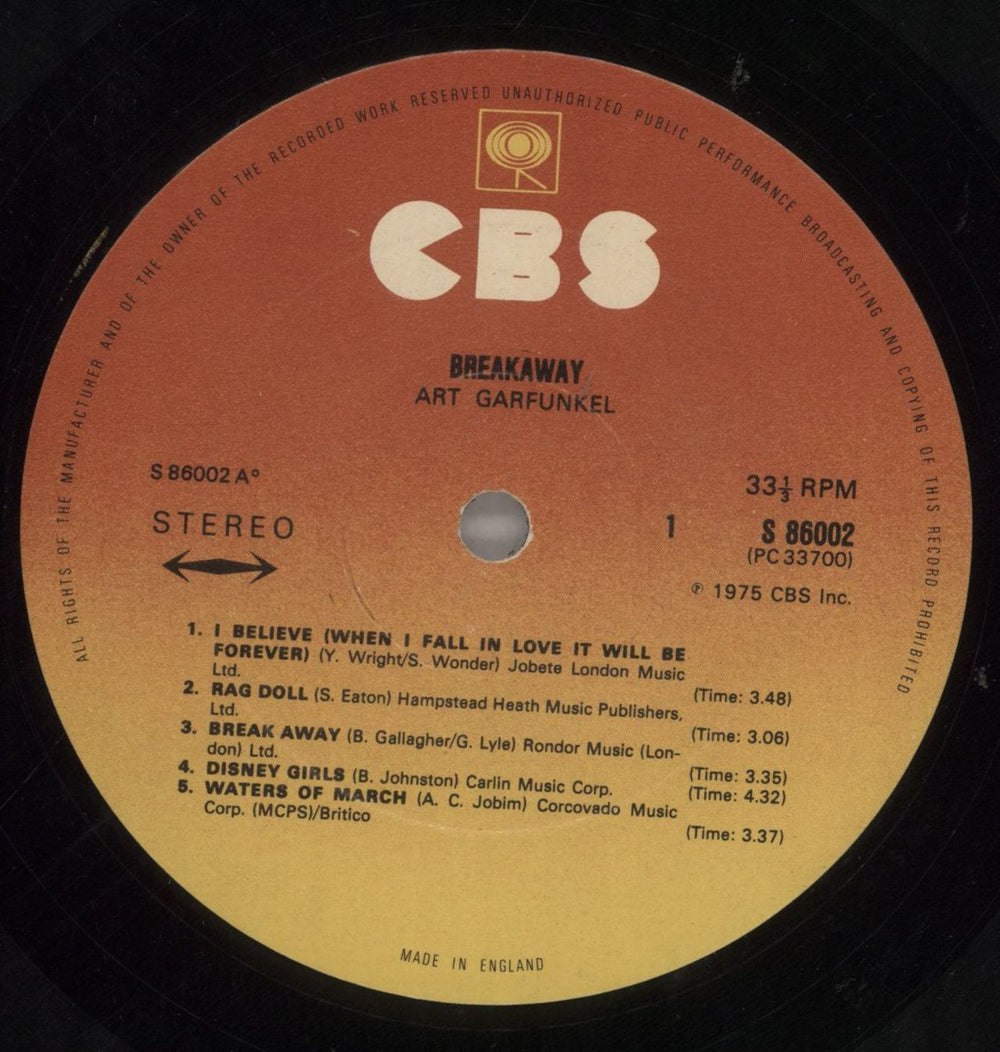 ALL RIGHTS OF THE MANUFACTURER AND OF THE OWNER OF THE RECORDED WORK RESERVED UNAUTHORIZED PUBLIC PERFORMANCE BROADCASTING AND COPYING OF THIS RECORD PROHIBITED
CBS
BREAKAWAY
ART GARFUNKEL
S 86002 A°
STEREO
33⅓ RPM
1 S 86002
(PC 33700)
℗ 1975 CBS Inc.
1. I BELIEVE (WHEN I FALL IN LOVE IT WILL BE
FOREVER) (Y. Wright/S. Wonder) Jobete London Music
Ltd. (Time: 3.48)
2. RAG DOLL (S. Eaton) Hampstead Heath Music Publishers,
Ltd. (Time: 3.06)
3. BREAK AWAY (B. Gallagher/G. Lyle) Rondor Music (Lon-
don) Ltd. (Time: 3.35)
4. DISNEY GIRLS (B. Johnston) Carlin Music Corp. (Time: 4.32)
5. WATERS OF MARCH (A. C. Jobim) Corcovado Music
Corp. (MCPS)/Britico (Time: 3.37)
MADE IN ENGLAND